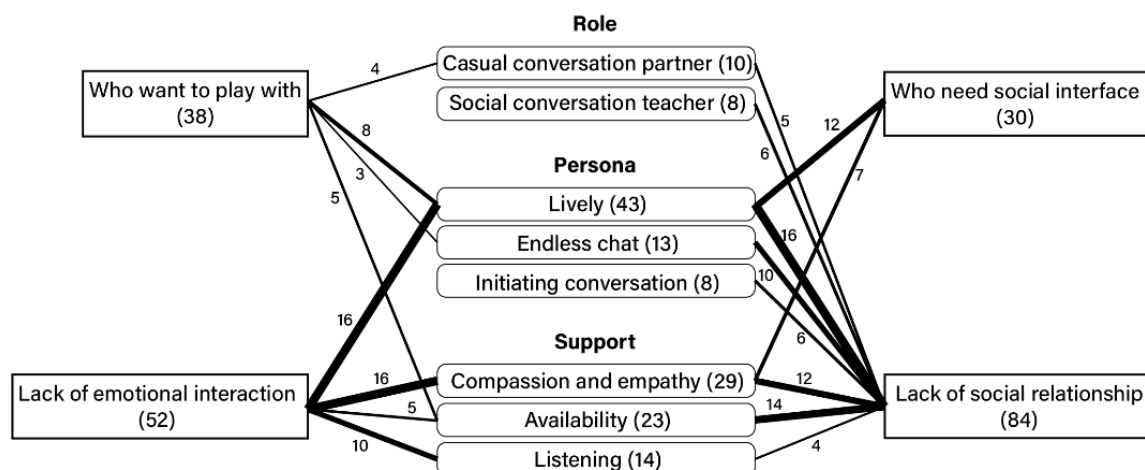 Role
Casual conversation partner (10)
Social conversation teacher (8)
Who want to play with
(38)
Who need social interface
(30)
4
8
3
5
5
6
12
7
Persona
Lively (43)
Endless chat (13)
Initiating conversation (8)
16
16
10
6
Support
Compassion and empathy (29)
Availability (23)
Listening (14)
Lack of emotional interaction
(52)
Lack of social relationship
(84)
16
5
10
12
14
4